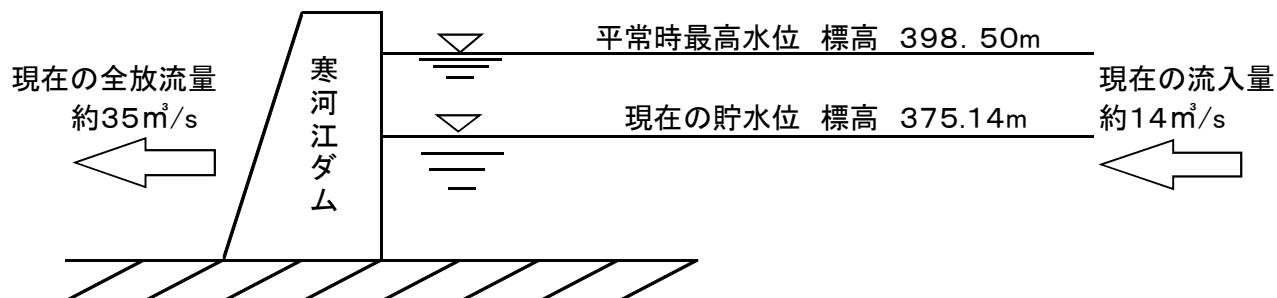 平常時最高水位 標高 398.50m
現在の全放流量
約35㎥/s
寒河江ダム
現在の貯水位 標高 375.14m
現在の流入量
約14㎥/s